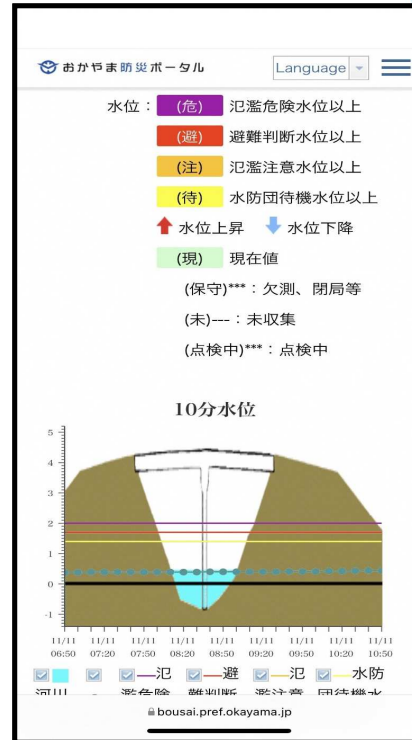 おかやま防災ポータル
Language
水位： (危) 氾濫危険水位以上
(避) 避難判断水位以上
(注) 氾濫注意水位以上
(待) 水防団待機水位以上
水位上昇 水位下降
(現) 現在値
(保守)***：欠測、閉局等
(未)---：未収集
(点検中)***：点検中
10分水位
5
4
3
2
1
0
-1
11/11 11/11 11/11 11/11 11/11 11/11 11/11 11/11 11/11
06:50 07:20 07:50 08:20 08:50 09:20 09:50 10:20 10:50
氾 避 氾 水防
河川 濫危険 難判断 濫注意 団待機水
bousai.pref.okayama.jp